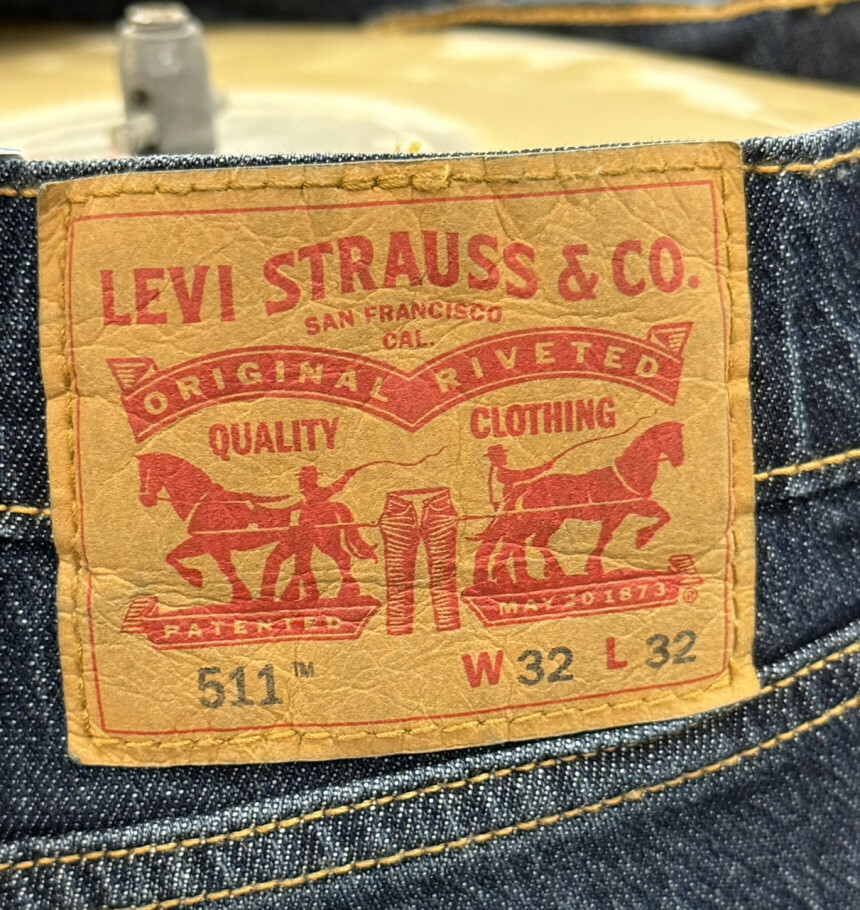 LEVI STRAUSS & CO.
SAN FRANCISCO
CAL.
ORIGINAL RIVETED
QUALITY CLOTHING
PATENTED MAY 20 1873 ®
511™ W 32 L 32